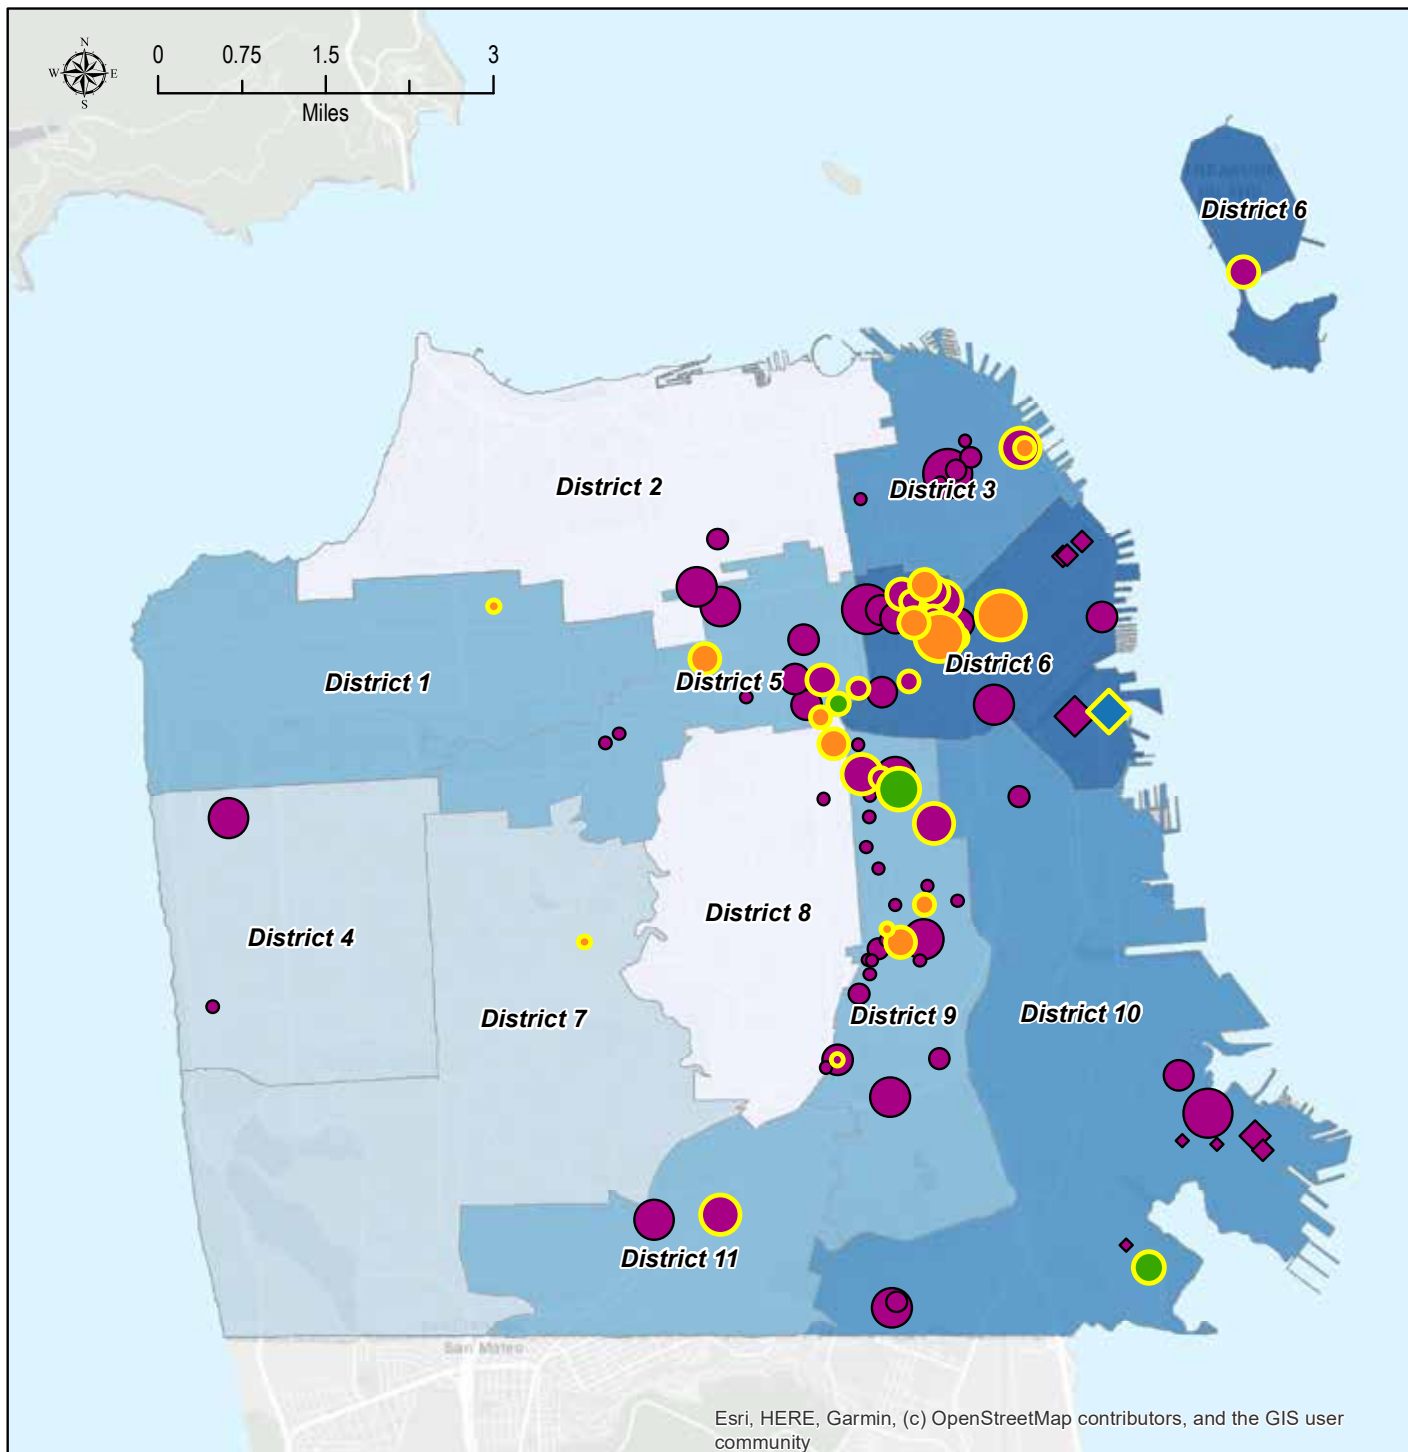 N
W E
S
0 0.75 1.5 3
Miles
District 6
District 2
District 3
District 6
District 1
District 5
District 8
District 4
District 9
District 10
District 7
District 11
San Mateo
Esri, HERE, Garmin, (c) OpenStreetMap contributors, and the GIS user
community